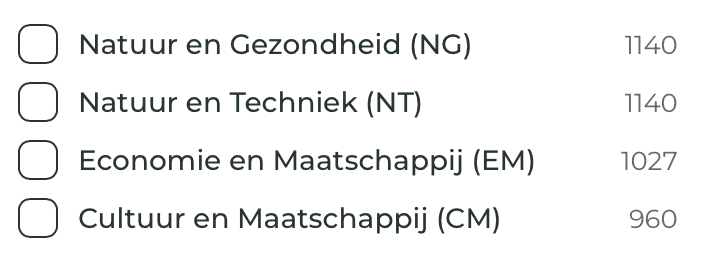 Natuur en Gezondheid (NG) 1140
Natuur en Techniek (NT) 1140
Economie en Maatschappij (EM) 1027
Cultuur en Maatschappij (CM) 960